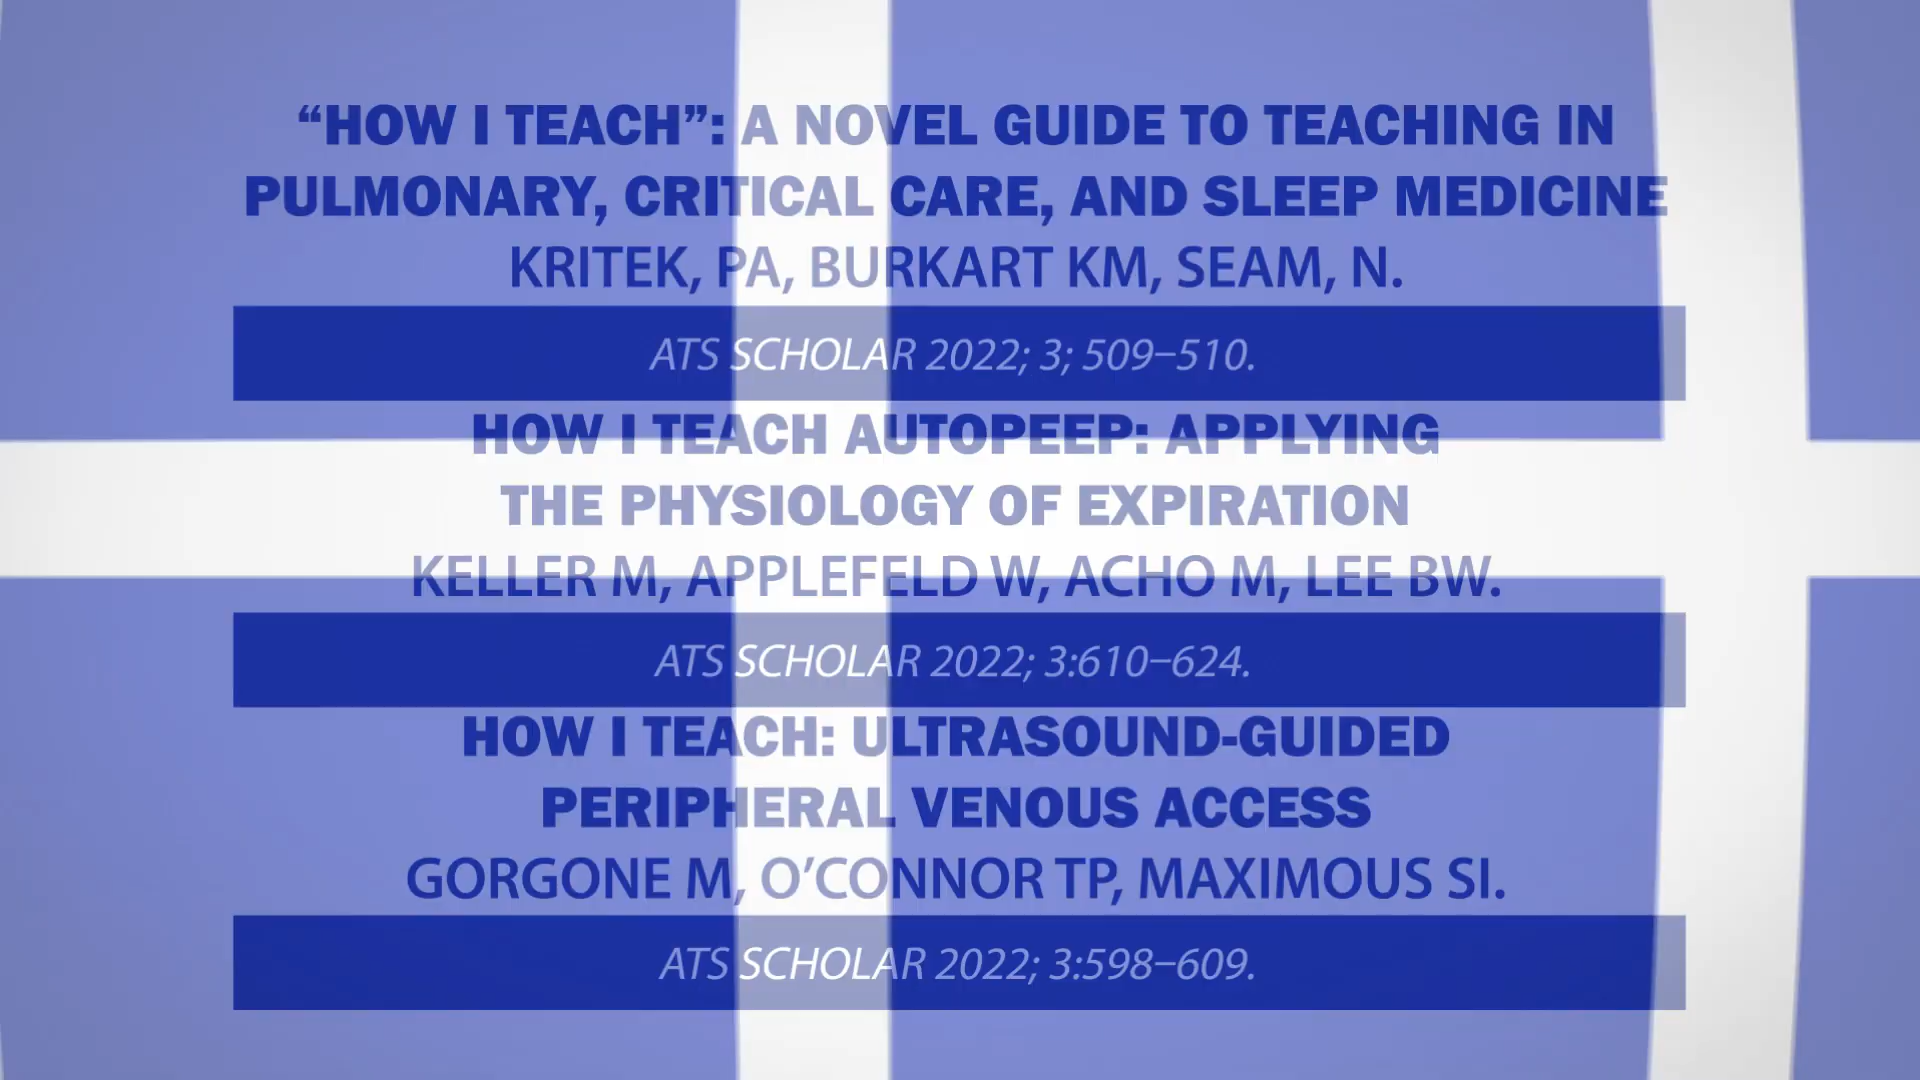 “HOW I TEACH”: A NOVEL GUIDE TO TEACHING IN
PULMONARY, CRITICAL CARE, AND SLEEP MEDICINE
KRITEK, PA, BURKART KM, SEAM, N.
ATS SCHOLAR 2022; 3; 509–510.
HOW I TEACH AUTOPEEP: APPLYING
THE PHYSIOLOGY OF EXPIRATION
KELLER M, APPLEFELD W, ACHO M, LEE BW.
ATS SCHOLAR 2022; 3:610–624.
HOW I TEACH: ULTRASOUND-GUIDED
PERIPHERAL VENOUS ACCESS
GORGONE M, O’CONNOR TP, MAXIMOUS SI.
ATS SCHOLAR 2022; 3:598–609.